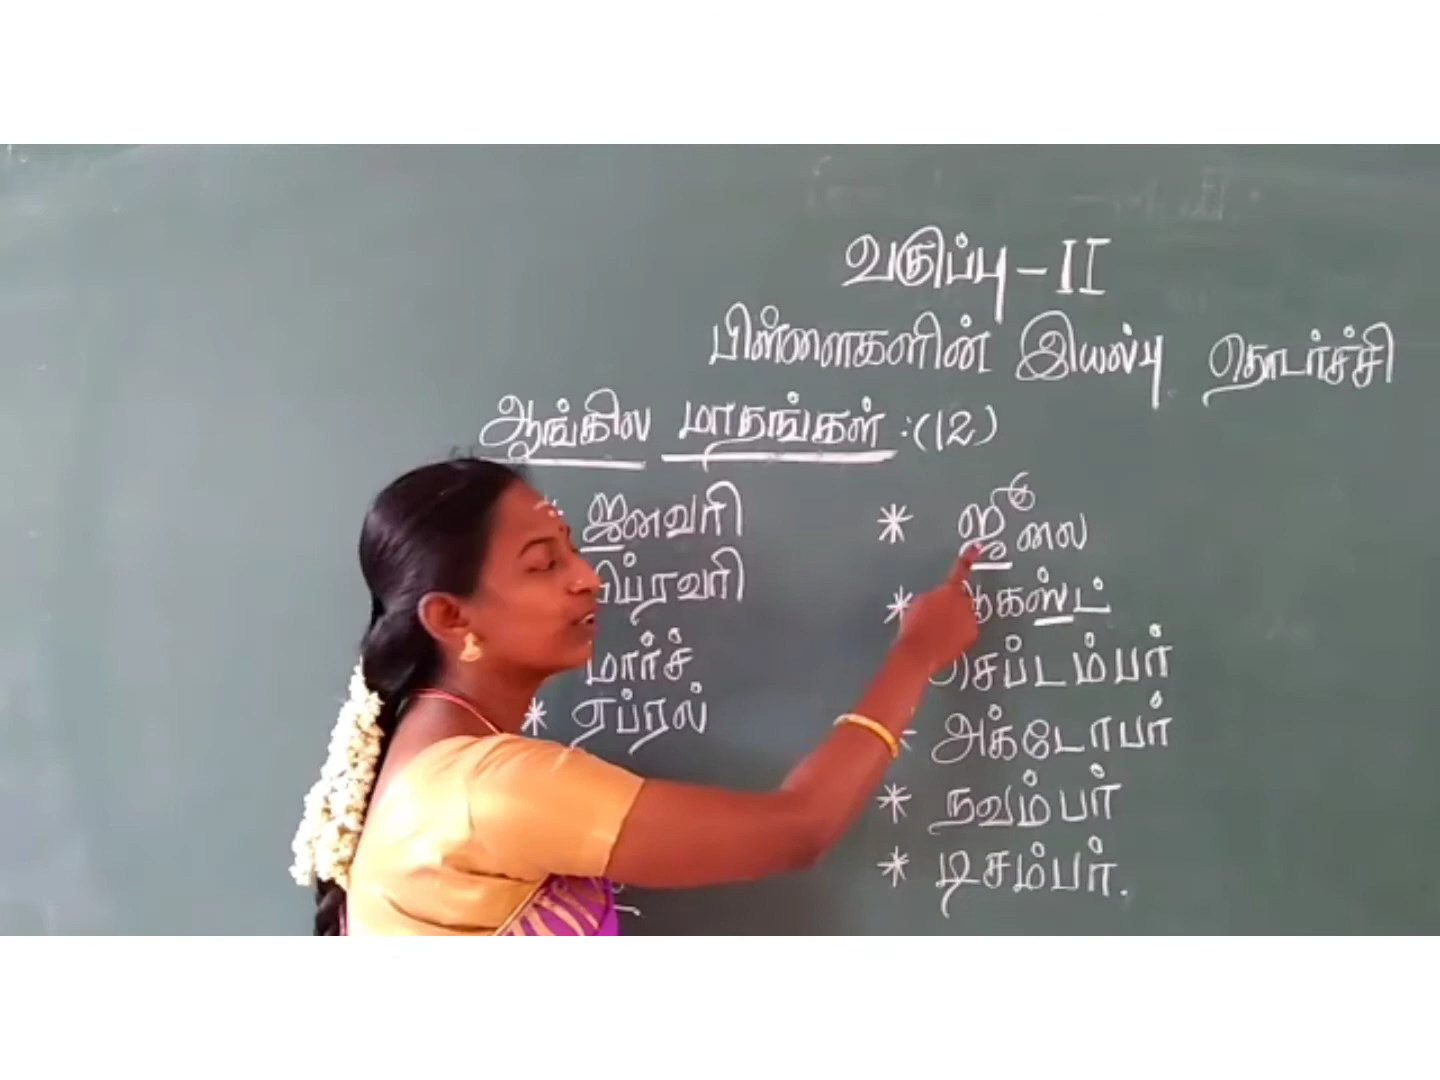 வகுப்பு - II
பிள்ளைகளின் இயல்பு தொடர்ச்சி
ஆங்கில மாதங்கள் : (12)
* ஜனவரி
பிப்ரவரி
மார்ச்
* ஏப்ரல்
* ஜூலை
* ஆகஸ்ட்
செப்டம்பர்
* அக்டோபர்
* நவம்பர்
* டிசம்பர்.